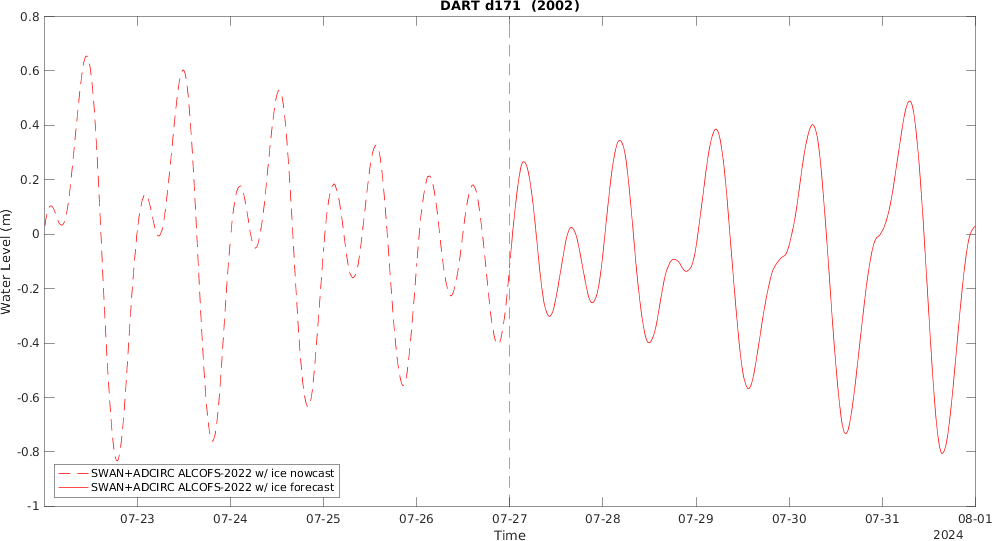 DART d171 (2002)
0.8
0.6
0.4
0.2
0
-0.2
-0.4
-0.6
-0.8
-1
Water Level (m)
SWAN+ADCIRC ALCOFS-2022 w/ ice nowcast
SWAN+ADCIRC ALCOFS-2022 w/ ice forecast
07-23 07-24 07-25 07-26 07-27 07-28 07-29 07-30 07-31 08-01
Time
2024